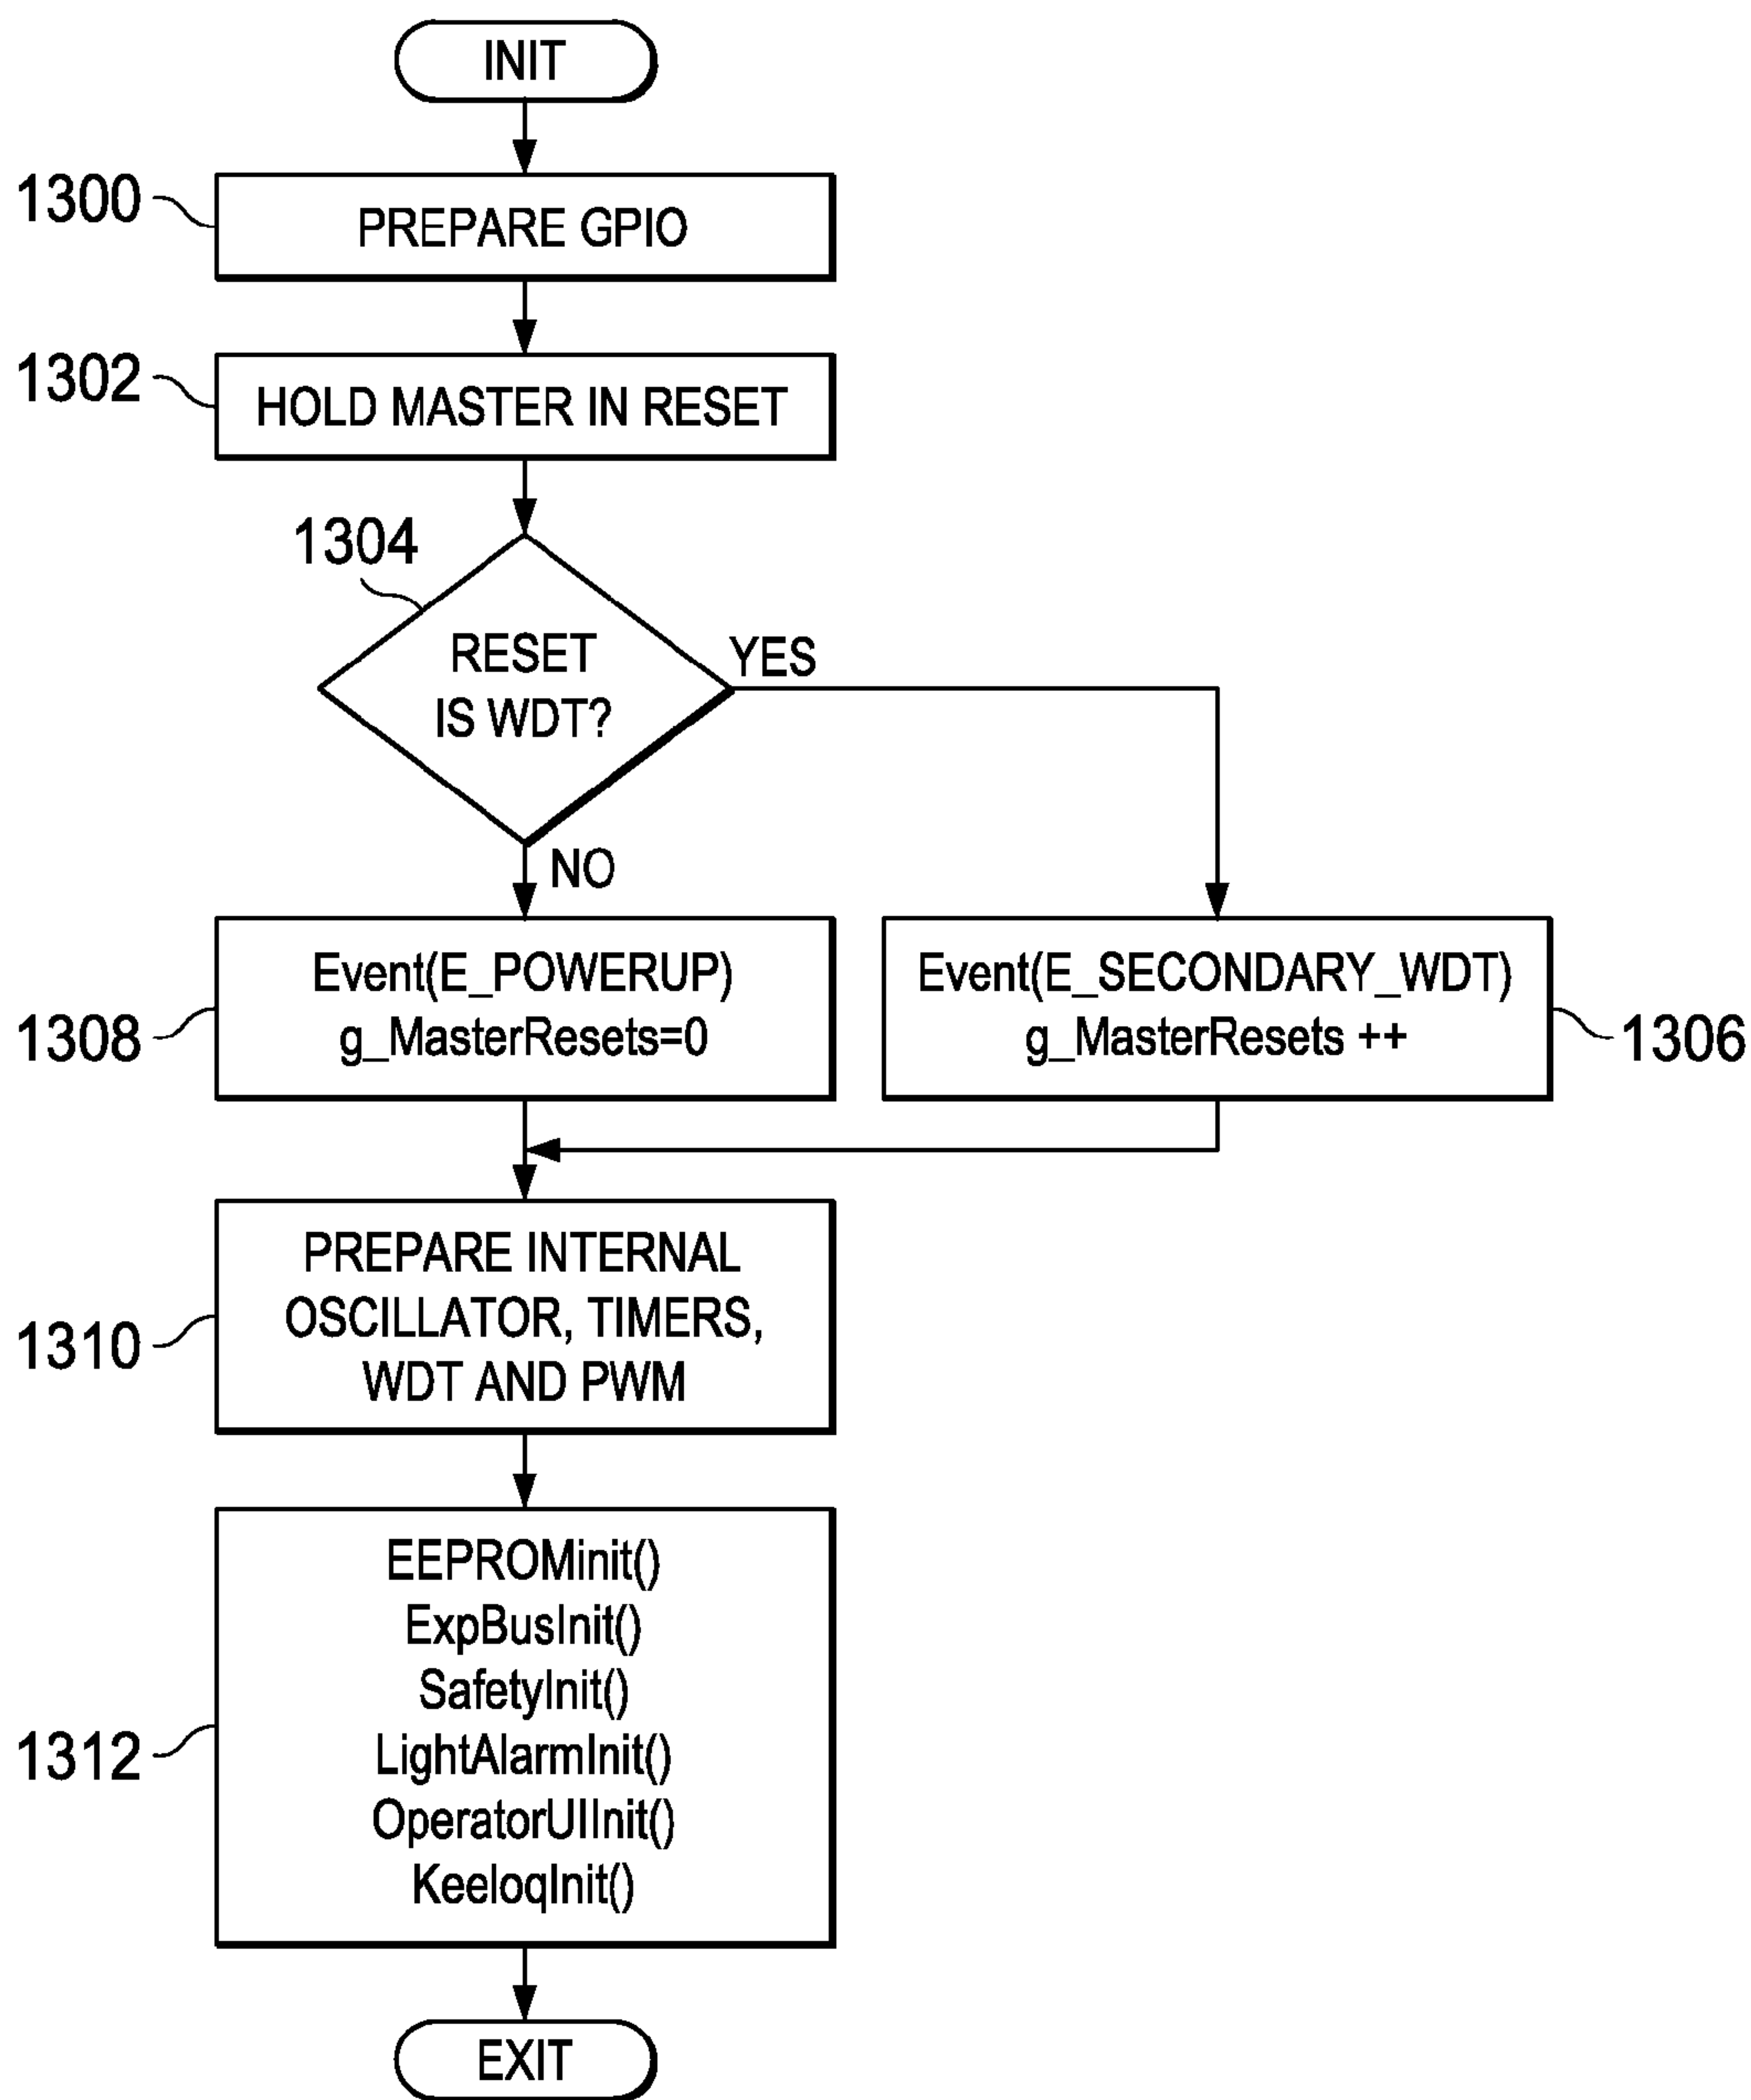 INIT
1300
PREPARE GPIO
1302
HOLD MASTER IN RESET
1304
RESET
IS WDT?
YES
NO
Event(E_POWERUP)
g_MasterResets=0
1308
Event(E_SECONDARY_WDT)
g_MasterResets ++
1306
PREPARE INTERNAL
OSCILLATOR, TIMERS,
WDT AND PWM
1310
EEPROMinit()
ExpBusInit()
SafetyInit()
LightAlarmInit()
OperatorUIInit()
KeeloqInit()
1312
EXIT